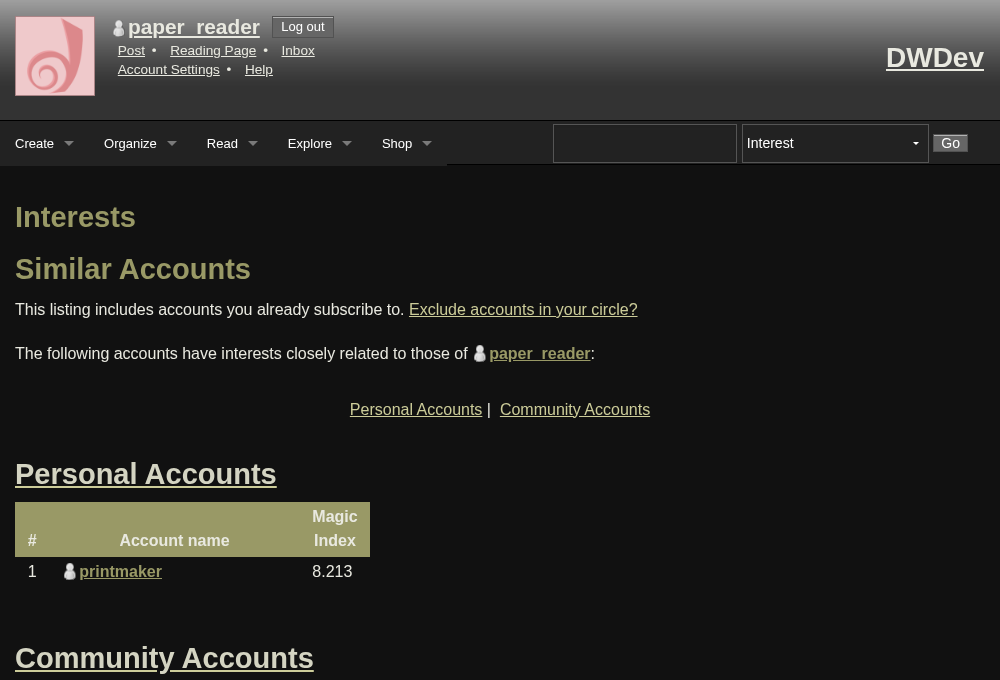 paper_reader Log out
Post • Reading Page • Inbox
Account Settings • Help
DWDev
Create Organize Read Explore Shop Interest Go
Interests
Similar Accounts
This listing includes accounts you already subscribe to. Exclude accounts in your circle?
The following accounts have interests closely related to those of paper_reader:
Personal Accounts | Community Accounts
Personal Accounts
# Account name Magic Index
1 printmaker 8.213
Community Accounts